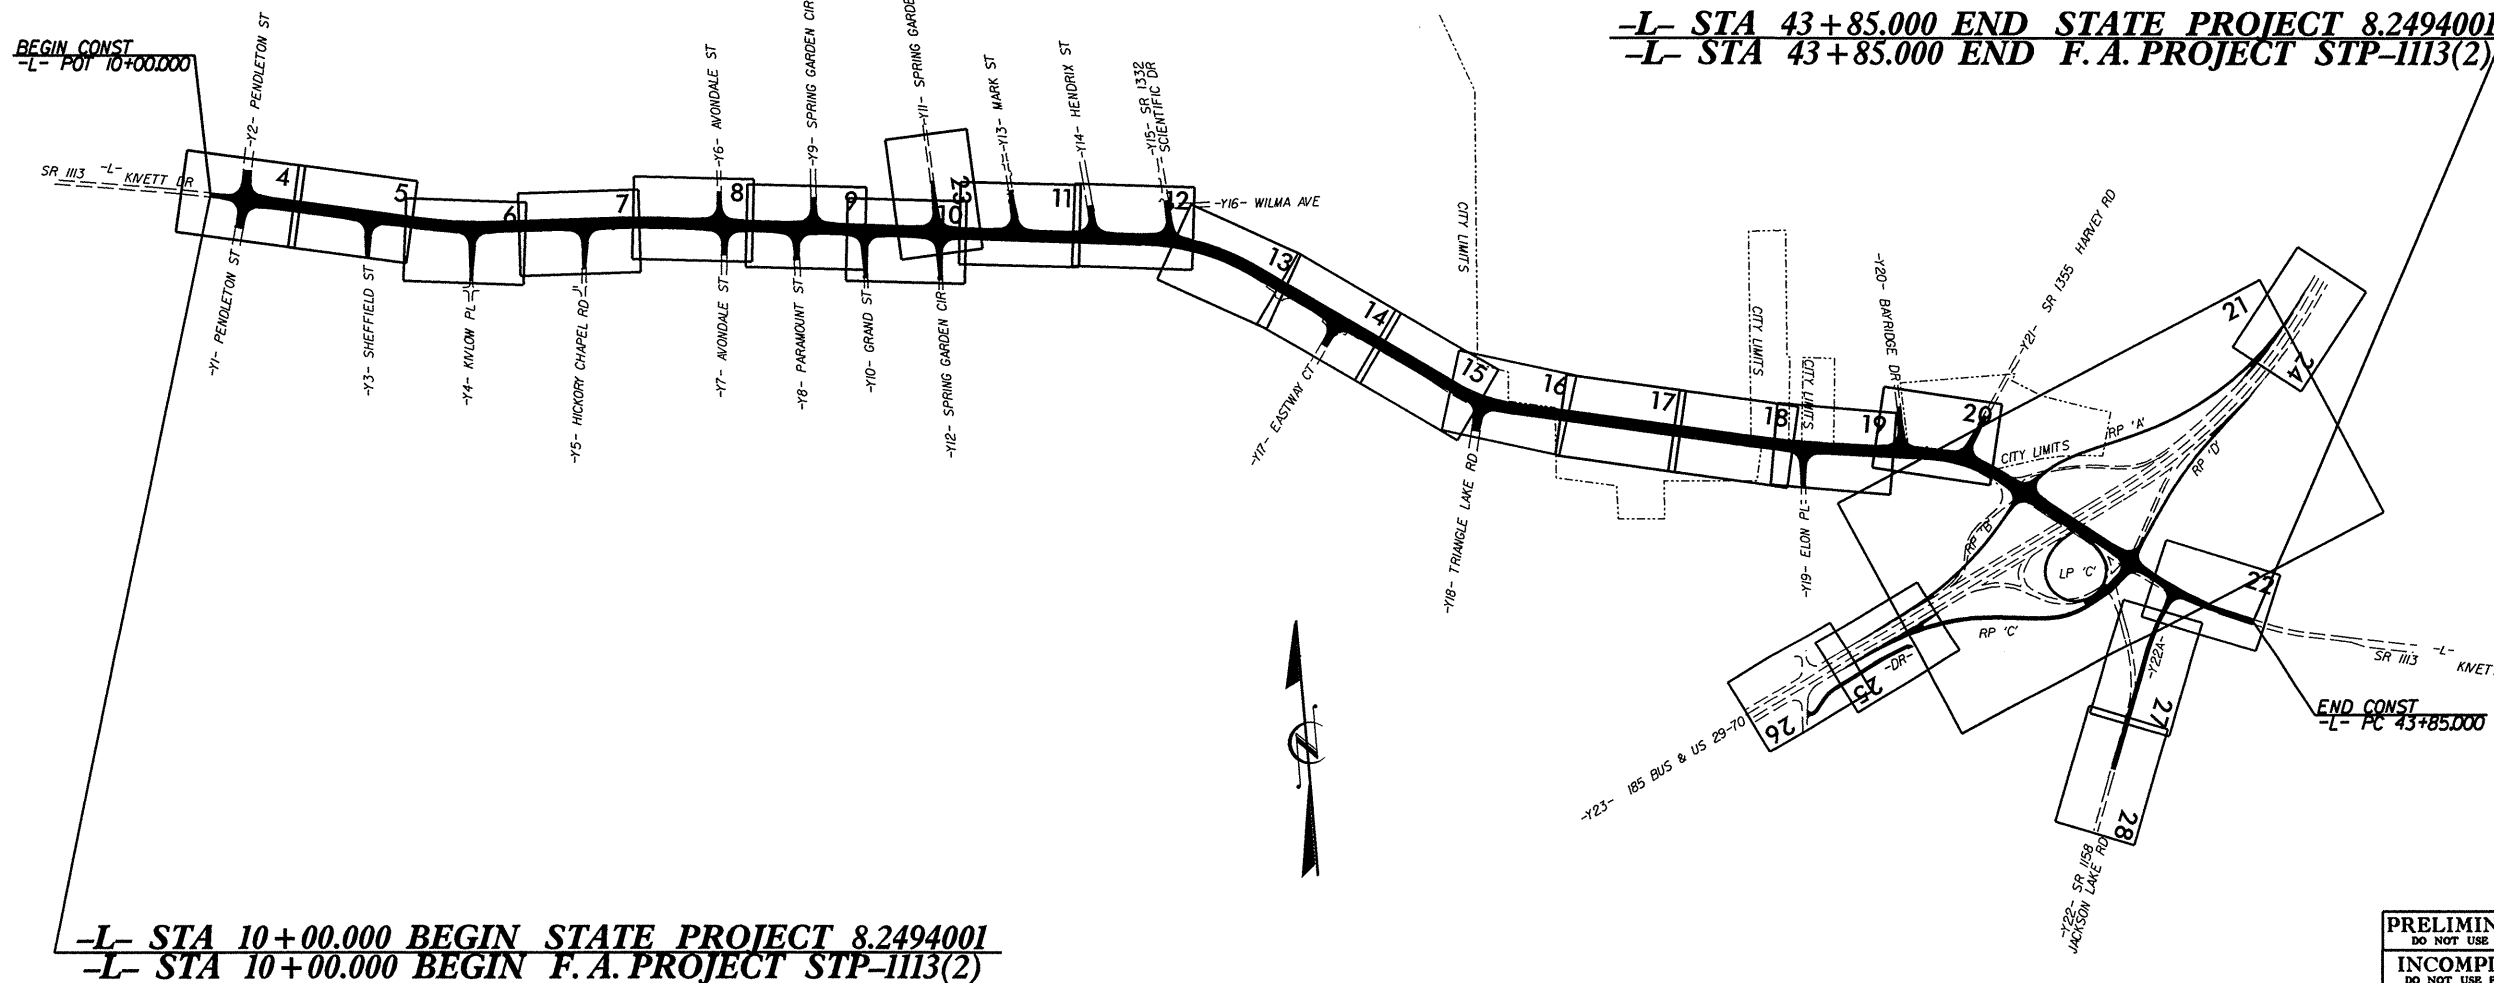 -L- STA 43+85.000 END STATE PROJECT 8.2494001
-L- STA 43+85.000 END F. A. PROJECT STP-1113(2)
BEGIN CONST
-L- POT 10+00.000
SR 1113 -L- KIVETT DR
-Y2- PENDLETON ST
-Y6- AVONDALE ST
-Y9- SPRING GARDEN CIR
-Y11- SPRING GARDE
-Y13- MARK ST
-Y14- HENDRIX ST
-Y15- SR 1332
SCIENTIFIC DR
-Y16- WILMA AVE
4
5
6
7
8
9
10
23
11
12
13
14
15
16
17
18
19
20
21
24
22
25
26
27
28
-Y1- PENDLETON ST
-Y3- SHEFFIELD ST
-Y4- KIVLON PL
-Y5- HICKORY CHAPEL RD
-Y7- AVONDALE ST
-Y8- PARAMOUNT ST
-Y10- GRAND ST
-Y12- SPRING GARDEN CIR
-Y17- EASTWAY CT
-Y18- TRIANGLE LAKE RD
-Y19- ELON PL
-Y20- BAYRIDGE DR
-Y21- SR 1355 HARVEY RD
CITY LIMITS
CITY LIMITS
CITY LIMITS
CITY LIMITS
RP 'A'
RP 'D'
RP 'B'
LP 'C'
RP 'C'
-DR-
-Y22A-
-Y23- I85 BUS & US 29-70
-Y22- SR 1158
JACKSON LAKE RD
SR 1113 -L- KIVET
END CONST
-L- PC 43+85.000
-L- STA 10+00.000 BEGIN STATE PROJECT 8.2494001
-L- STA 10+00.000 BEGIN F. A. PROJECT STP-1113(2)
PRELIMIN
DO NOT USE
INCOMPL
DO NOT USE F